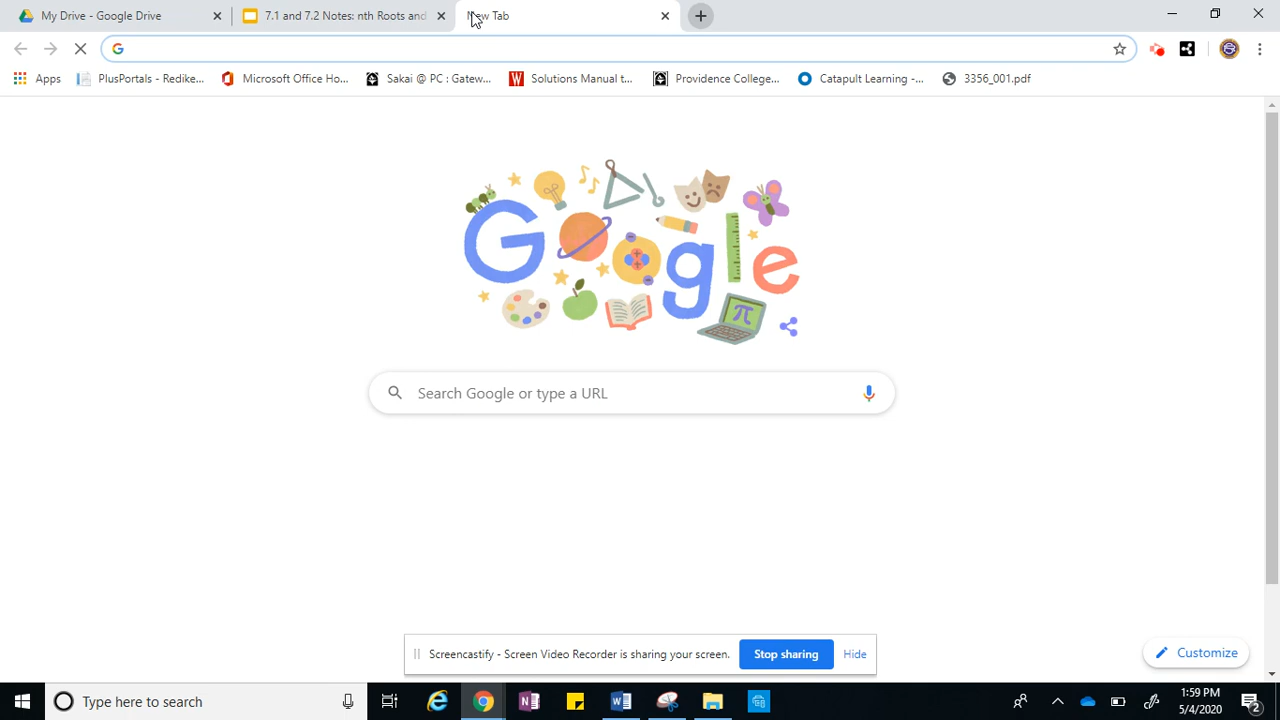 My Drive - Google Drive
7.1 and 7.2 Notes: nth Roots and
New Tab
Apps
PlusPortals - Redike...
Microsoft Office Ho...
Sakai @ PC : Gatew...
Solutions Manual t...
Providence College...
Catapult Learning -...
3356_001.pdf
Google
π
Search Google or type a URL
Screencastify - Screen Video Recorder is sharing your screen.
Stop sharing
Hide
Customize
Type here to search
1:59 PM
5/4/2020
2